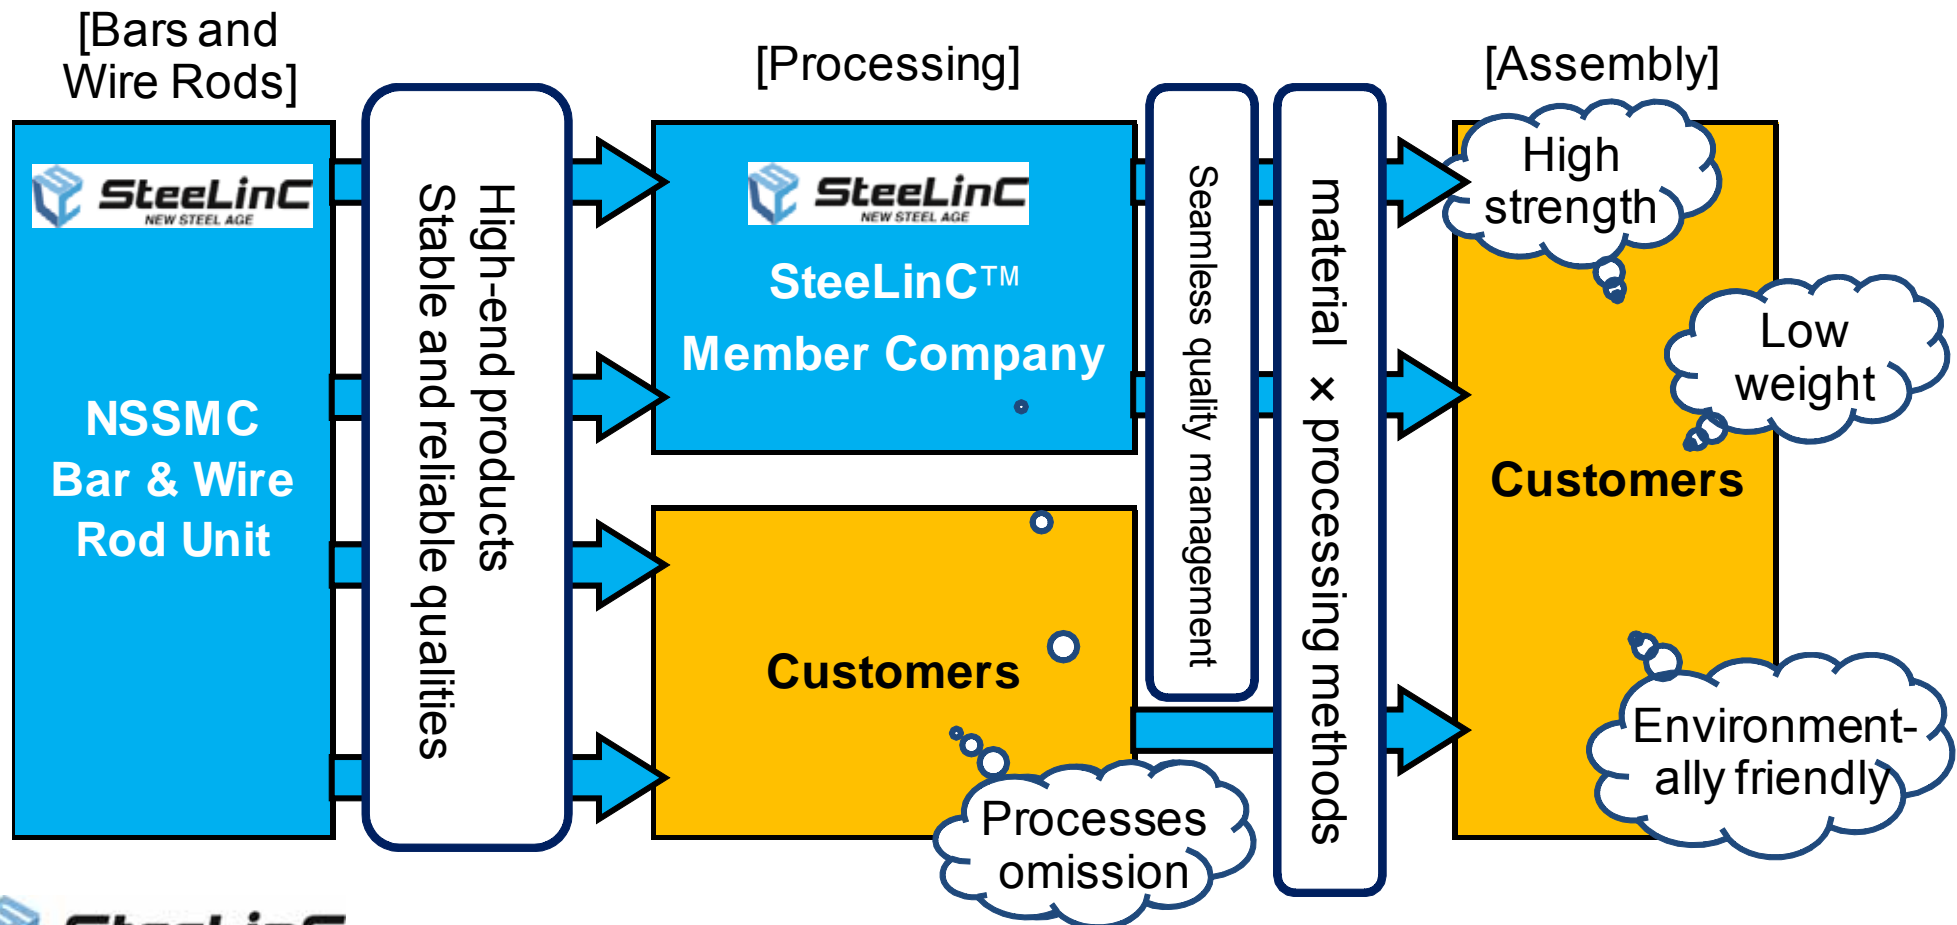 [Bars and
Wire Rods]
[Processing]
[Assembly]
SteeLinC
NEW STEEL AGE
NSSMC
Bar & Wire
Rod Unit
High-end products
Stable and reliable qualities
SteeLinC
NEW STEEL AGE
SteeLinC™
Member Company
Customers
Processes
omission
Seamless quality management
material × processing methods
High
strength
Low
weight
Customers
Environment-
ally friendly
SteeLinC